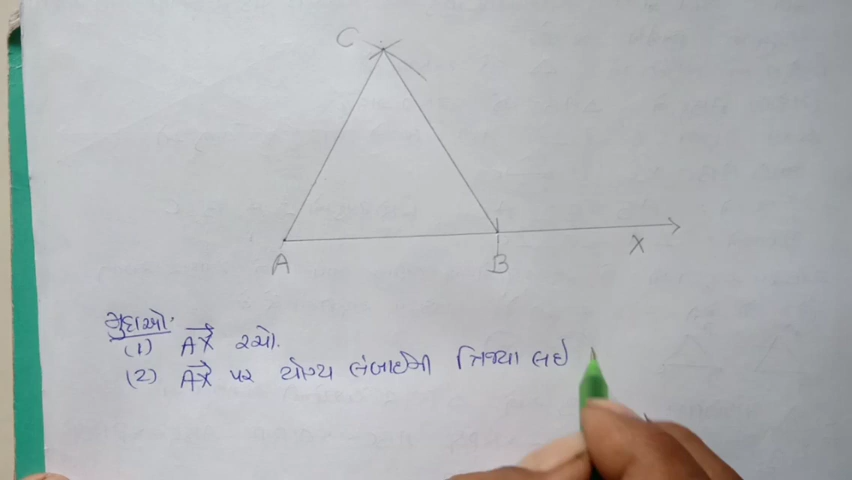 C
A
B
X
મુદ્દાઓ:
(1) AX રચો.
(2) AX પર યોગ્ય લંબાઈની ત્રિજ્યા લઈ